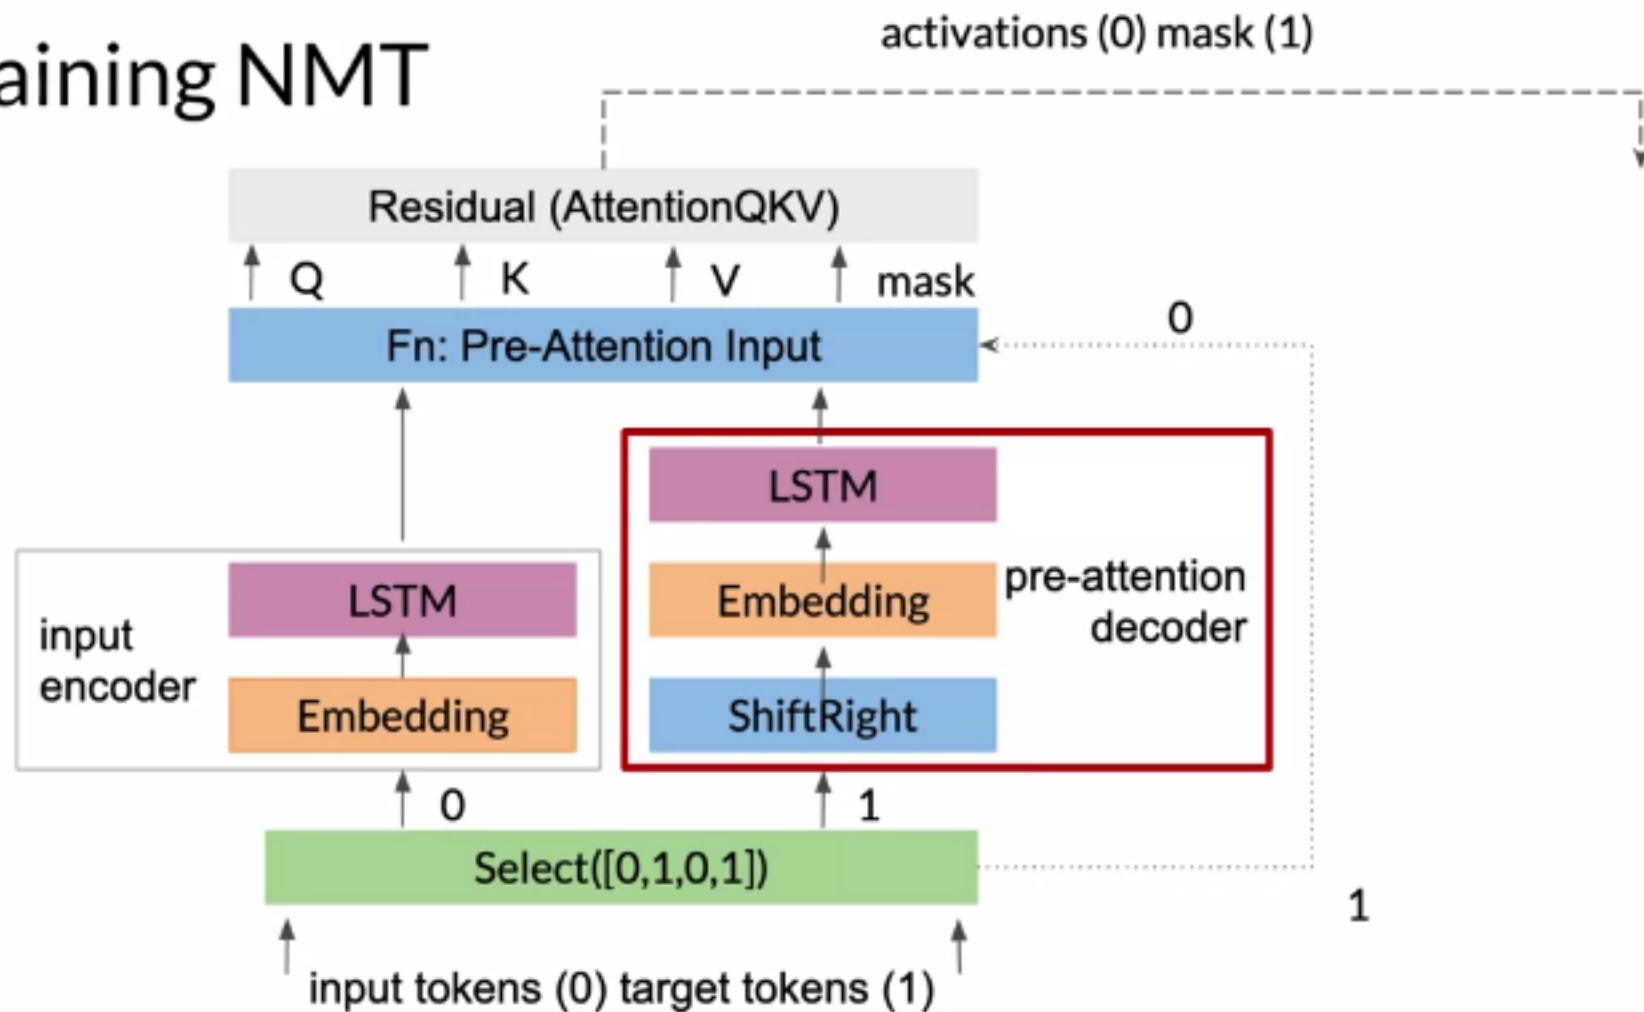 aining NMT
activations (0) mask (1)
Residual (AttentionQKV)
Q
K
V
mask
Fn: Pre-Attention Input
0
LSTM
Embedding
ShiftRight
pre-attention
decoder
input
encoder
LSTM
Embedding
0
1
Select([0,1,0,1])
1
input tokens (0) target tokens (1)